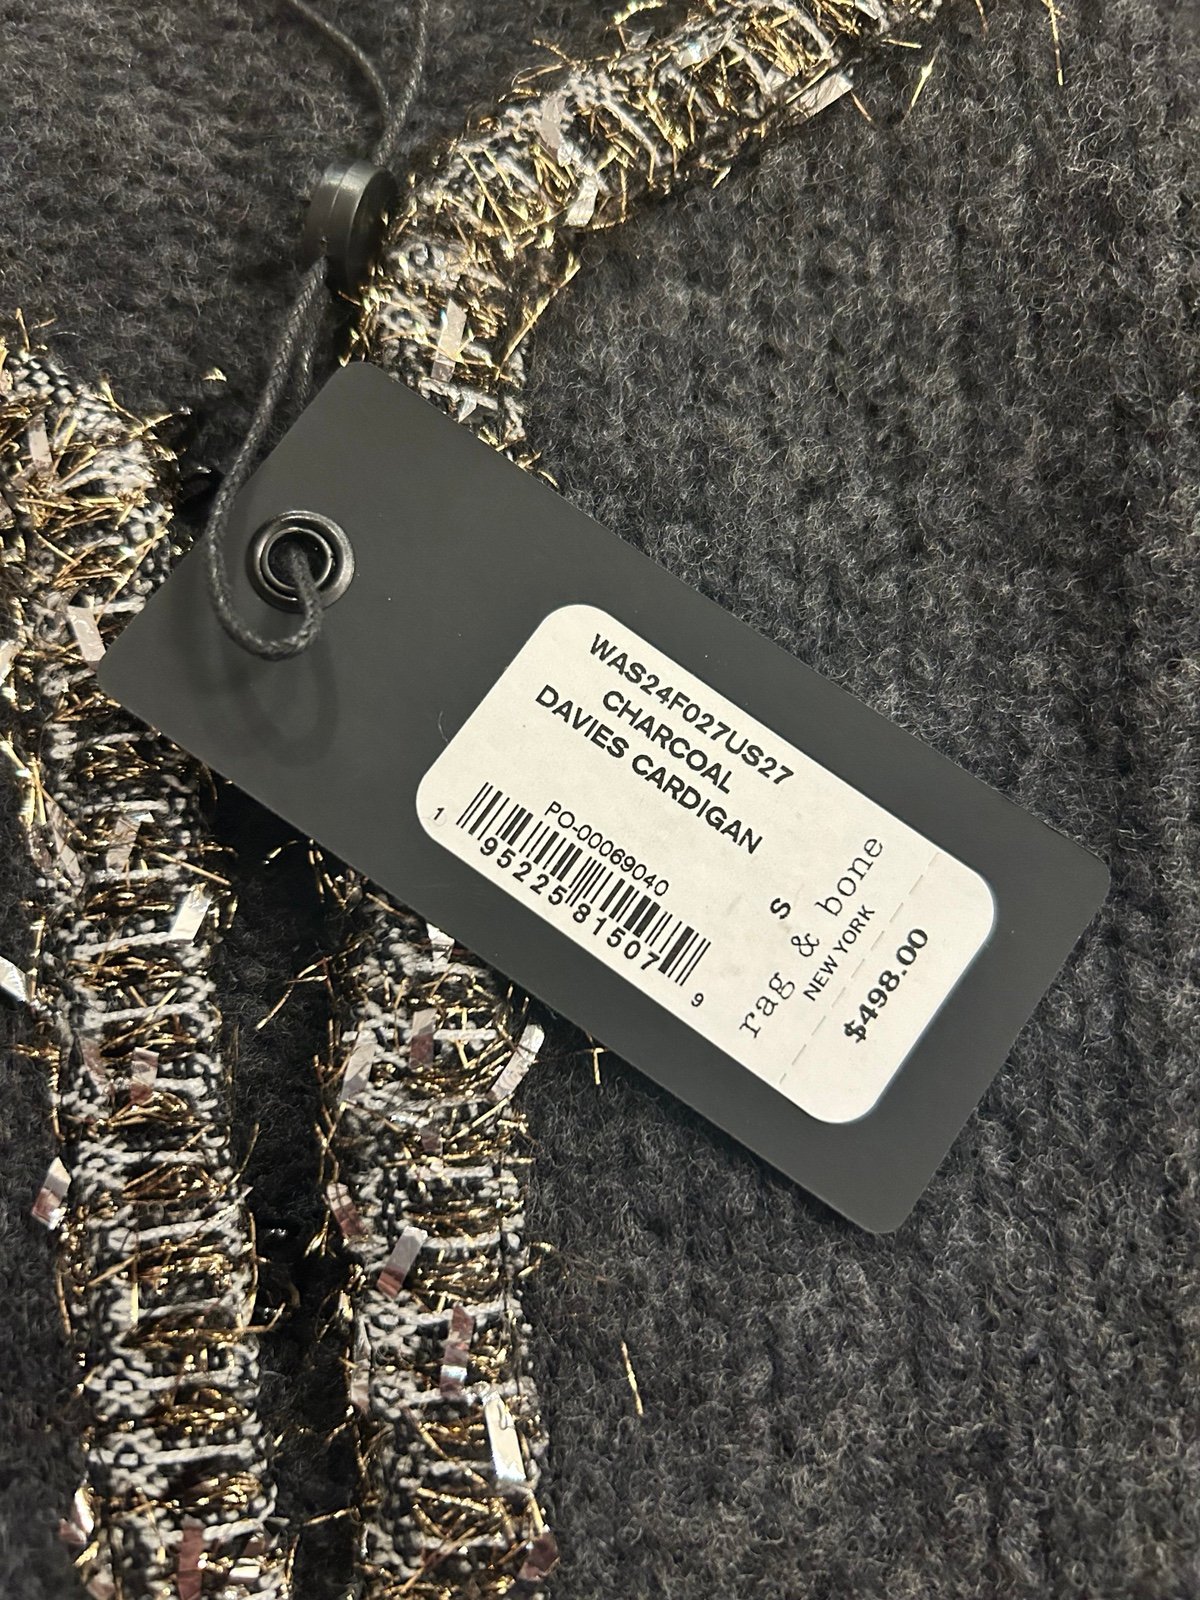 WAS24F027US27
CHARCOAL
DAVIES CARDIGAN
PO-00069040
1 95225 81507 9
S
rag & bone
NEW YORK
$498.00